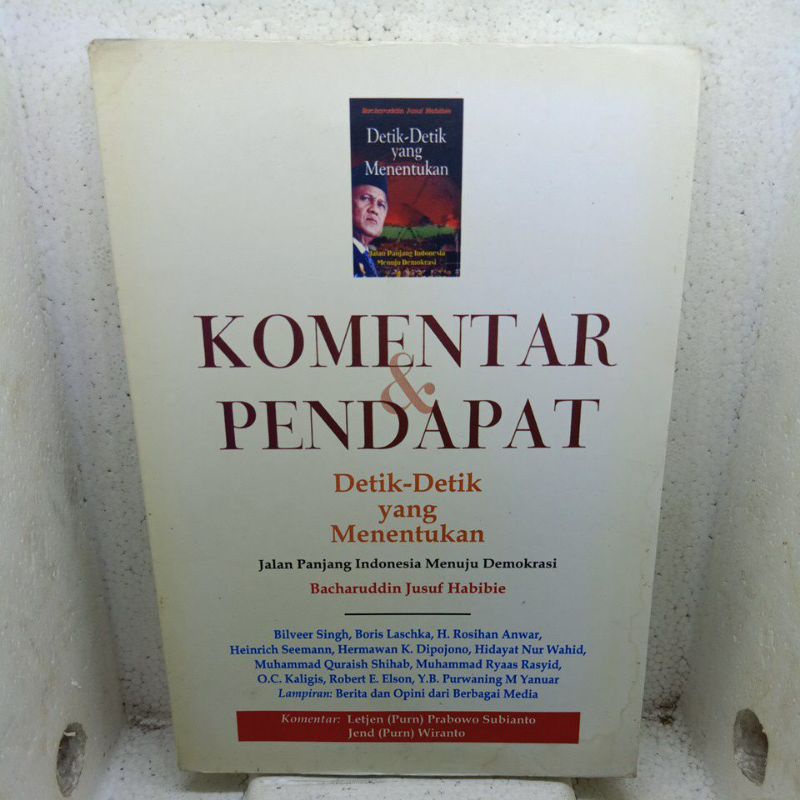 Bacharuddin Jusuf Habibie
Detik-Detik
yang
Menentukan
Jalan Panjang Indonesia
Menuju Demokrasi
KOMENTAR
&
PENDAPAT
Detik-Detik
yang
Menentukan
Jalan Panjang Indonesia Menuju Demokrasi
Bacharuddin Jusuf Habibie
Bilveer Singh, Boris Laschka, H. Rosihan Anwar,
Heinrich Seemann, Hermawan K. Dipojono, Hidayat Nur Wahid,
Muhammad Quraish Shihab, Muhammad Ryaas Rasyid,
O.C. Kaligis, Robert E. Elson, Y.B. Purwaning M Yanuar
Lampiran: Berita dan Opini dari Berbagai Media
Komentar: Letjen (Purn) Prabowo Subianto
Jend (Purn) Wiranto